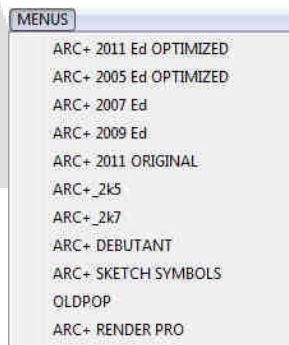 MENUS
ARC+ 2011 Ed OPTIMIZED
ARC+ 2005 Ed OPTIMIZED
ARC+ 2007 Ed
ARC+ 2009 Ed
ARC+ 2011 ORIGINAL
ARC+_2k5
ARC+_2k7
ARC+ DEBUTANT
ARC+ SKETCH SYMBOLS
OLDPOP
ARC+ RENDER PRO